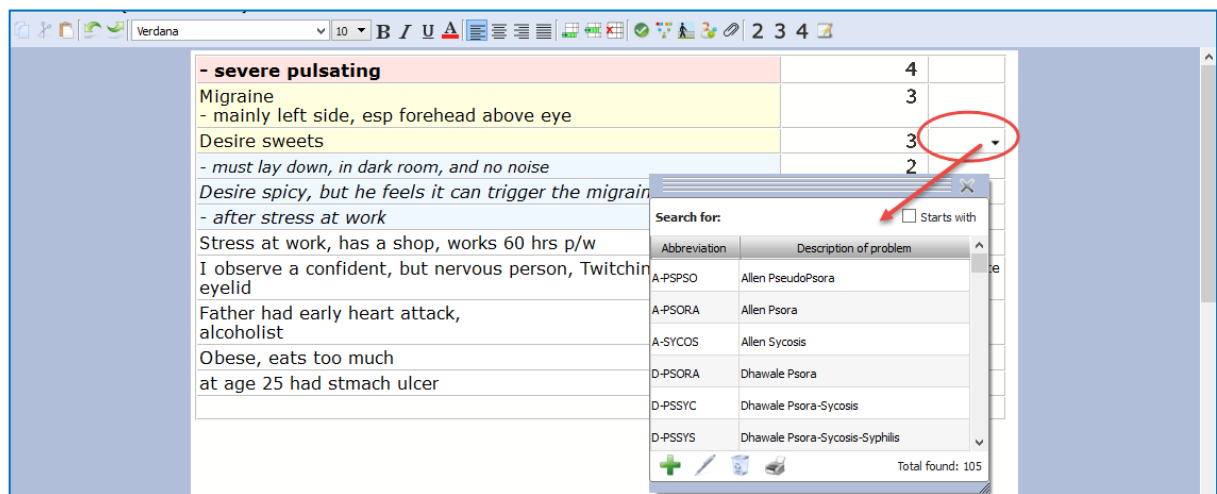 Verdana 10 B I U A 2 3 4
- severe pulsating 4
Migraine 3
- mainly left side, esp forehead above eye
Desire sweets 3
- must lay down, in dark room, and no noise 2
Desire spicy, but he feels it can trigger the migrain
- after stress at work
Stress at work, has a shop, works 60 hrs p/w
I observe a confident, but nervous person, Twitchin
eyelid
Father had early heart attack,
alcoholist
Obese, eats too much
at age 25 had stmach ulcer
Search for: Starts with
Abbreviation Description of problem
A-PSPSO Allen PseudoPsora
A-PSORA Allen Psora
A-SYCOS Allen Sycosis
D-PSORA Dhawale Psora
D-PSSYC Dhawale Psora-Sycosis
D-PSSYS Dhawale Psora-Sycosis-Syphilis
Total found: 105